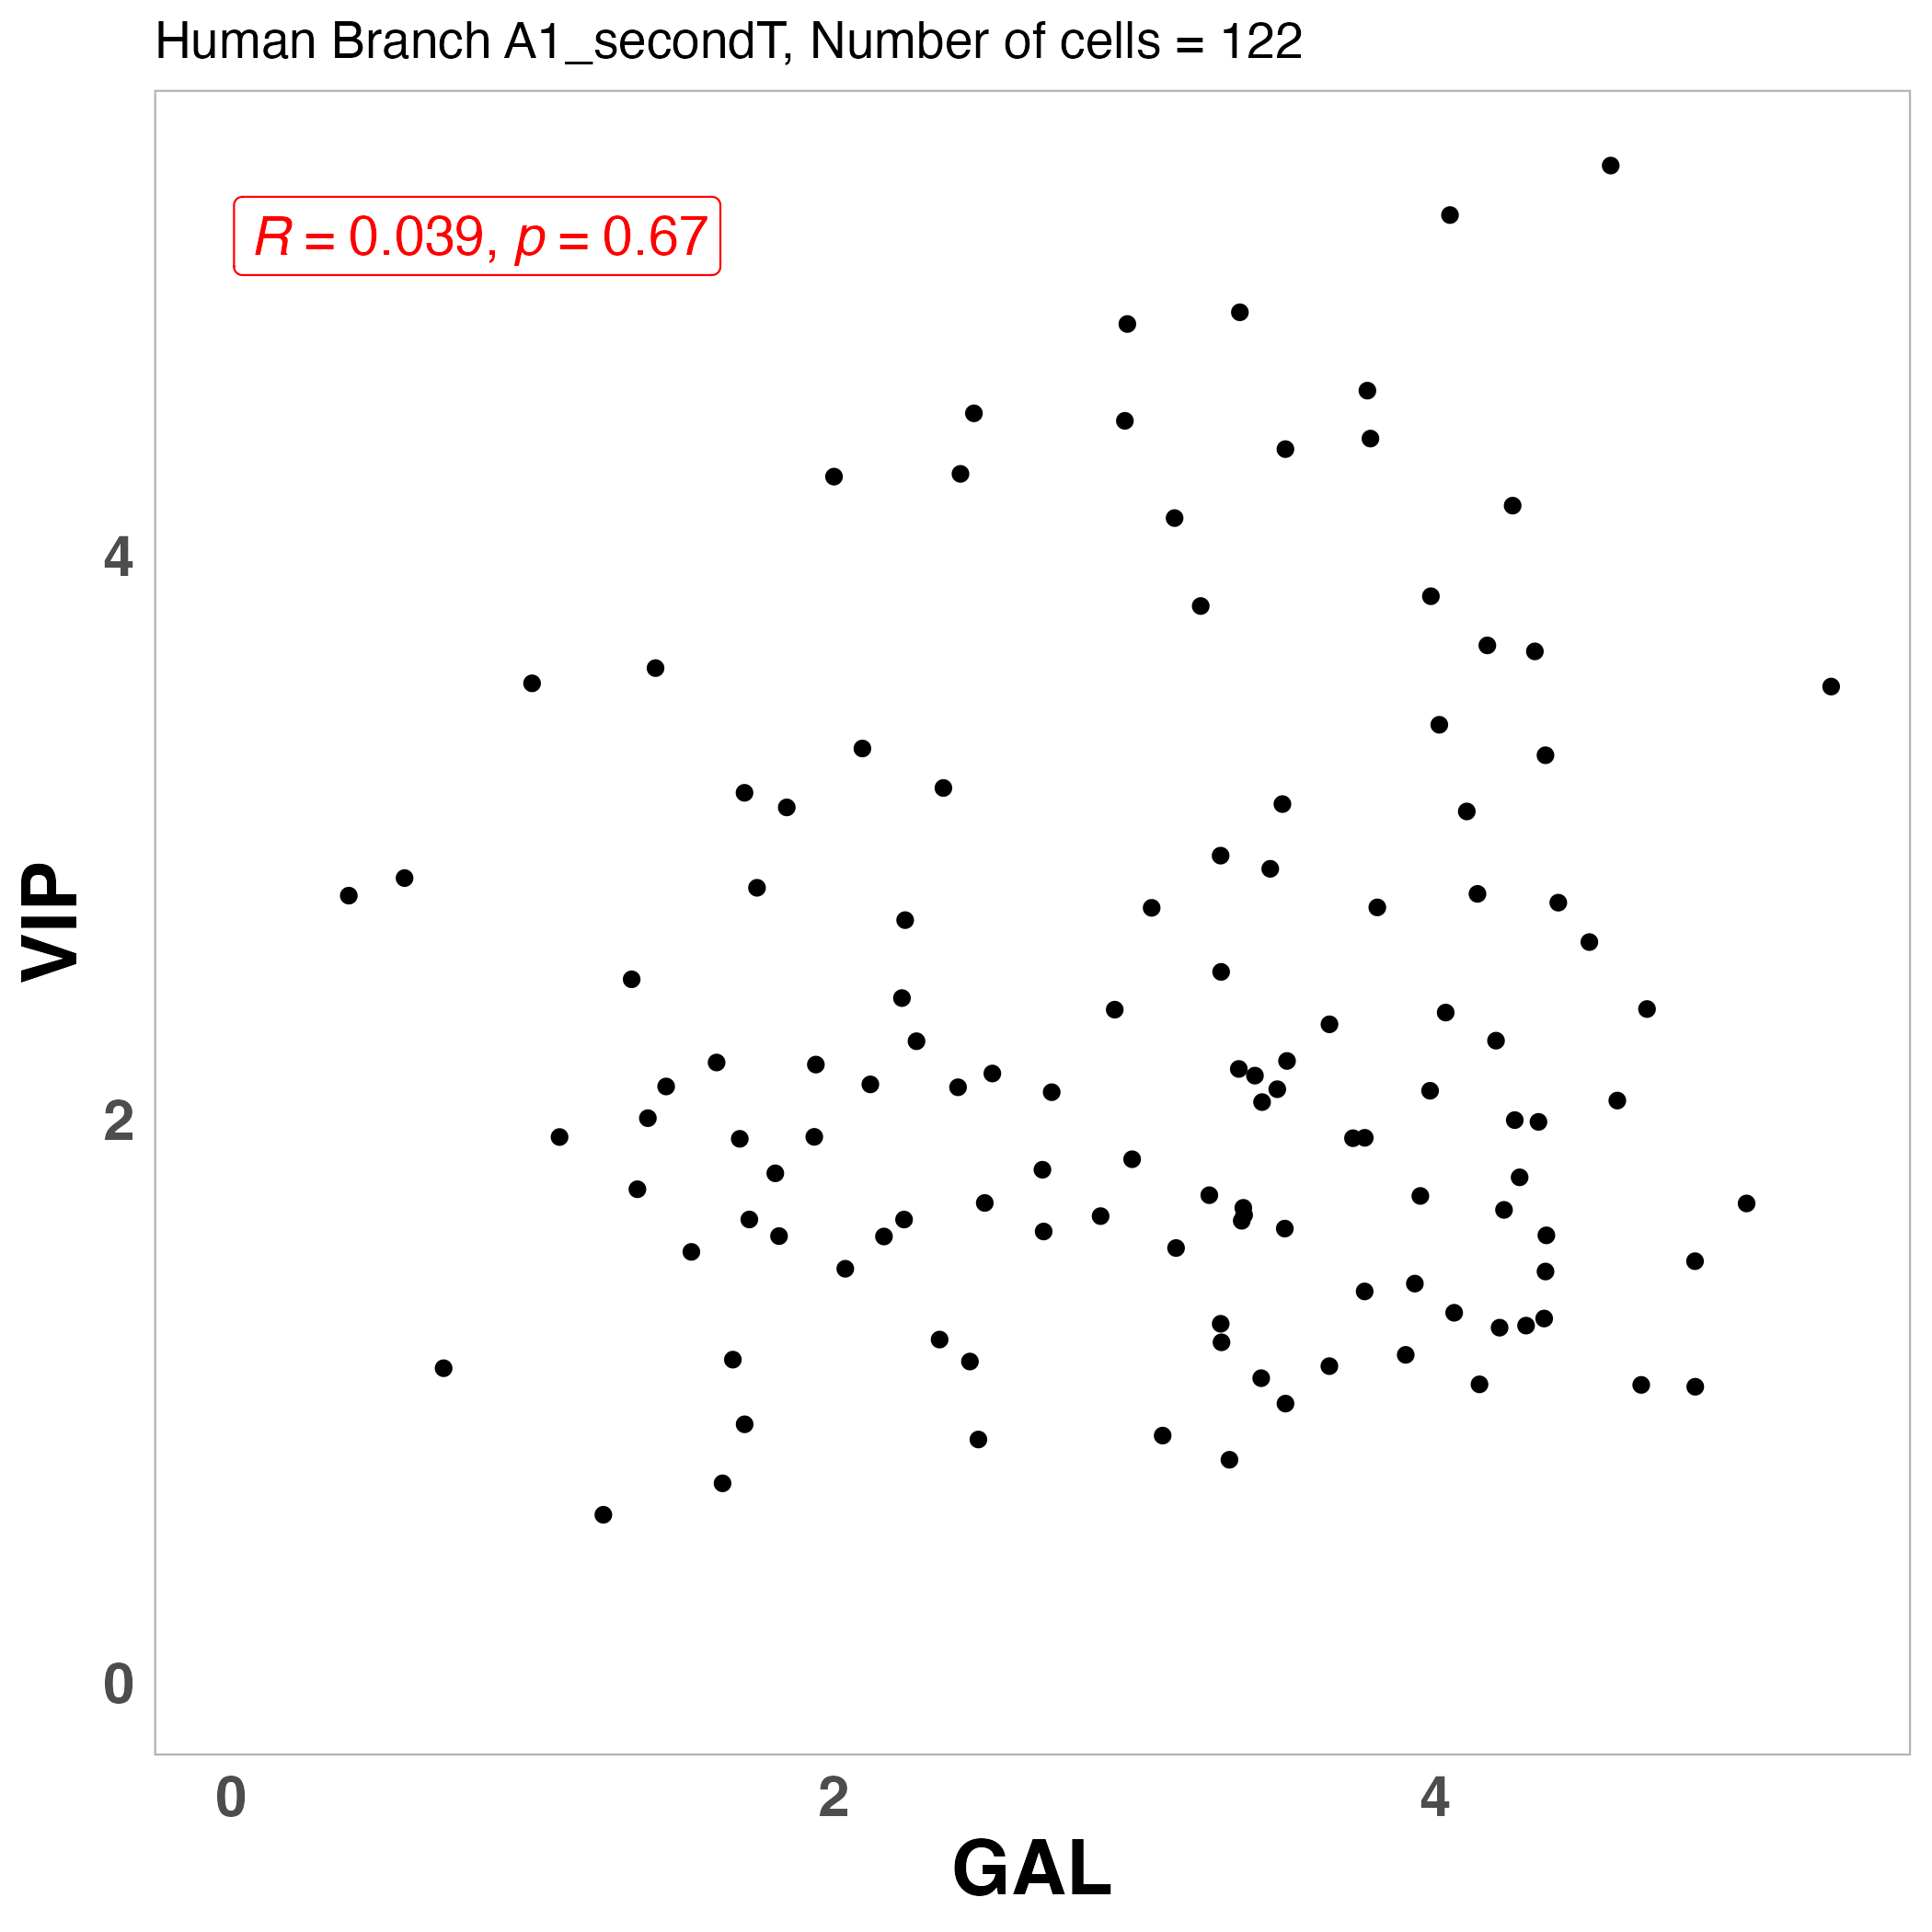 Human Branch A1_secondT, Number of cells = 122
R = 0.039, p = 0.67
4
2
0
VIP
0 2 4
GAL